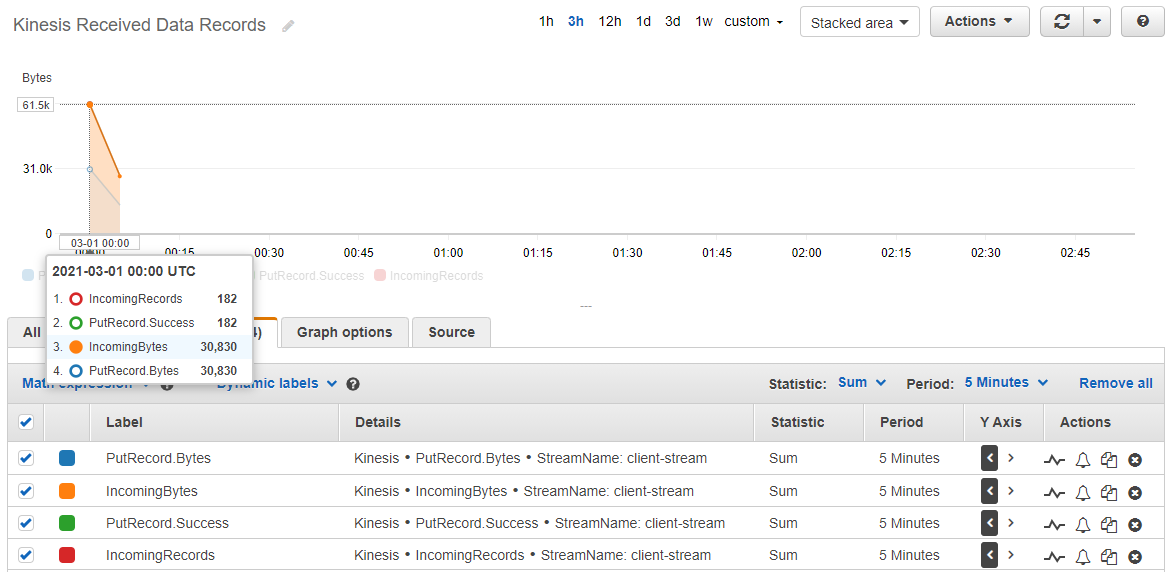 Kinesis Received Data Records
1h 3h 12h 1d 3d 1w custom Stacked area Actions ?
Bytes
61.5k
31.0k
0
03-01 00:00
00:15 00:30 00:45 01:00 01:15 01:30 01:45 02:00 02:15 02:30 02:45
PutRecord.Success IncomingRecords
2021-03-01 00:00 UTC
1. IncomingRecords 182
2. PutRecord.Success 182
3. IncomingBytes 30,830
4. PutRecord.Bytes 30,830
All 4) Graph options Source
Math expression Dynamic labels ? Statistic: Sum Period: 5 Minutes Remove all
Label Details Statistic Period Y Axis Actions
PutRecord.Bytes Kinesis • PutRecord.Bytes • StreamName: client-stream Sum 5 Minutes < >
IncomingBytes Kinesis • IncomingBytes • StreamName: client-stream Sum 5 Minutes < >
PutRecord.Success Kinesis • PutRecord.Success • StreamName: client-stream Sum 5 Minutes < >
IncomingRecords Kinesis • IncomingRecords • StreamName: client-stream Sum 5 Minutes < >